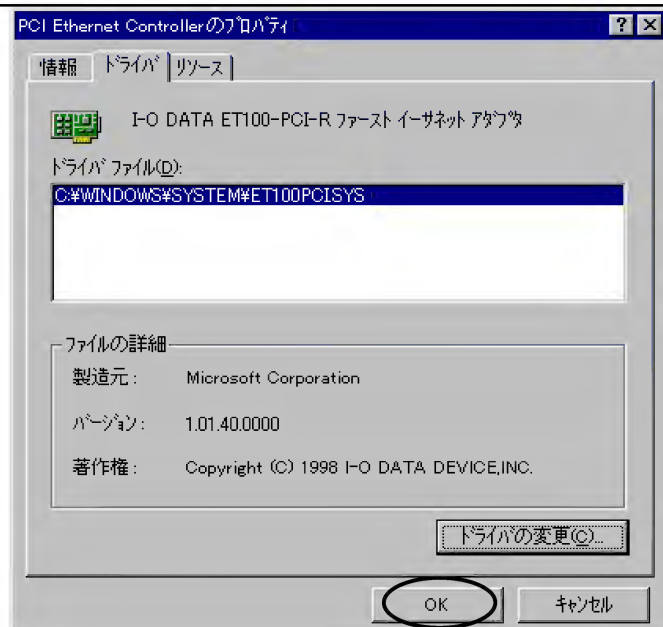 PCI Ethernet Controllerのﾌﾟﾛﾊﾟﾃｨ
情報 ﾄﾞﾗｲﾊﾞ ﾘｿｰｽ
I-O DATA ET100-PCI-R ﾌｧｰｽﾄ ｲｰｻﾈｯﾄ ｱﾀﾞﾌﾟﾀ
ﾄﾞﾗｲﾊﾞ ﾌｧｲﾙ(D):
C:¥WINDOWS¥SYSTEM¥ET100PCI.SYS
ﾌｧｲﾙの詳細
製造元: Microsoft Corporation
ﾊﾞｰｼﾞｮﾝ: 1.01.40.0000
著作権: Copyright (C) 1998 I-O DATA DEVICE,INC.
ﾄﾞﾗｲﾊﾞの変更(C)...
OK ｷｬﾝｾﾙ